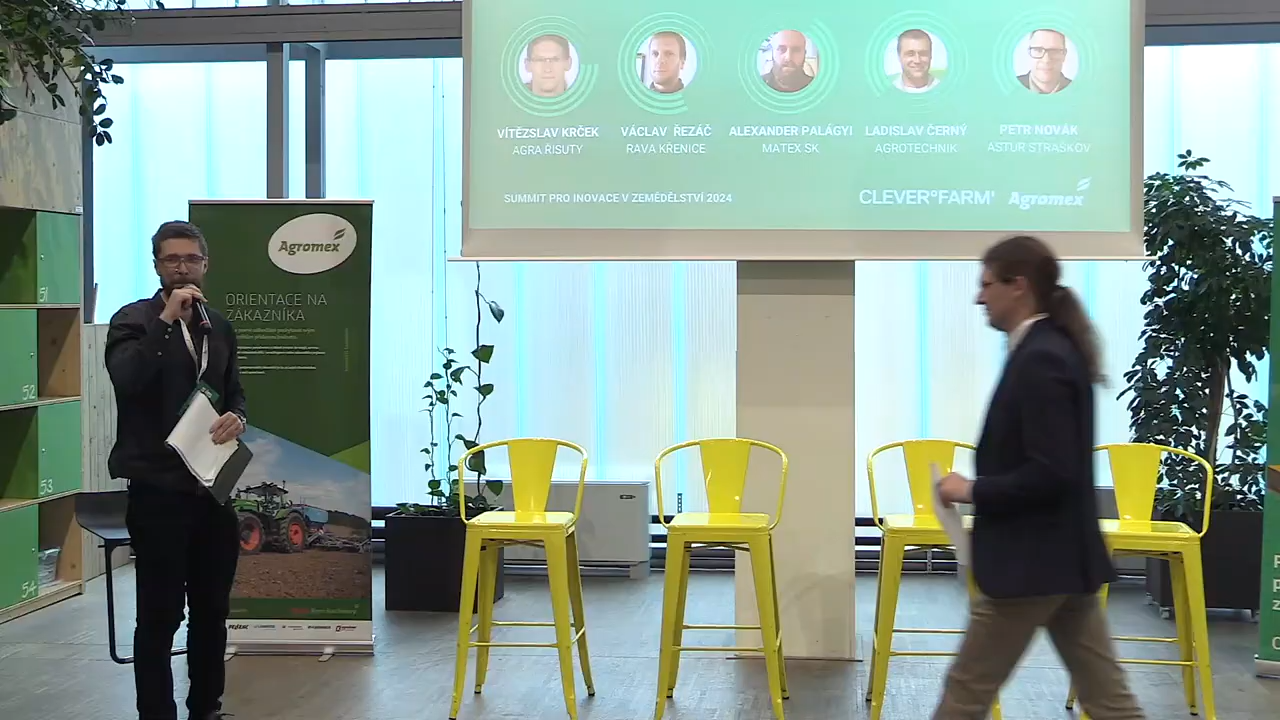 VÍTĚZSLAV KRČEK
AGRA ŘISUTY
VÁCLAV ŘEZÁČ
RAVA KŘENICE
ALEXANDER PALÁGYI
MATEX SK
LADISLAV ČERNÝ
AGROTECHNIK
PETR NOVÁK
ASTUR STRAŠKOV
SUMMIT PRO INOVACE V ZEMĚDĚLSTVÍ 2024
CLEVER°FARM'
Agromex
Agromex
ORIENTACE NA
ZÁKAZNÍKA
51
52
53
54